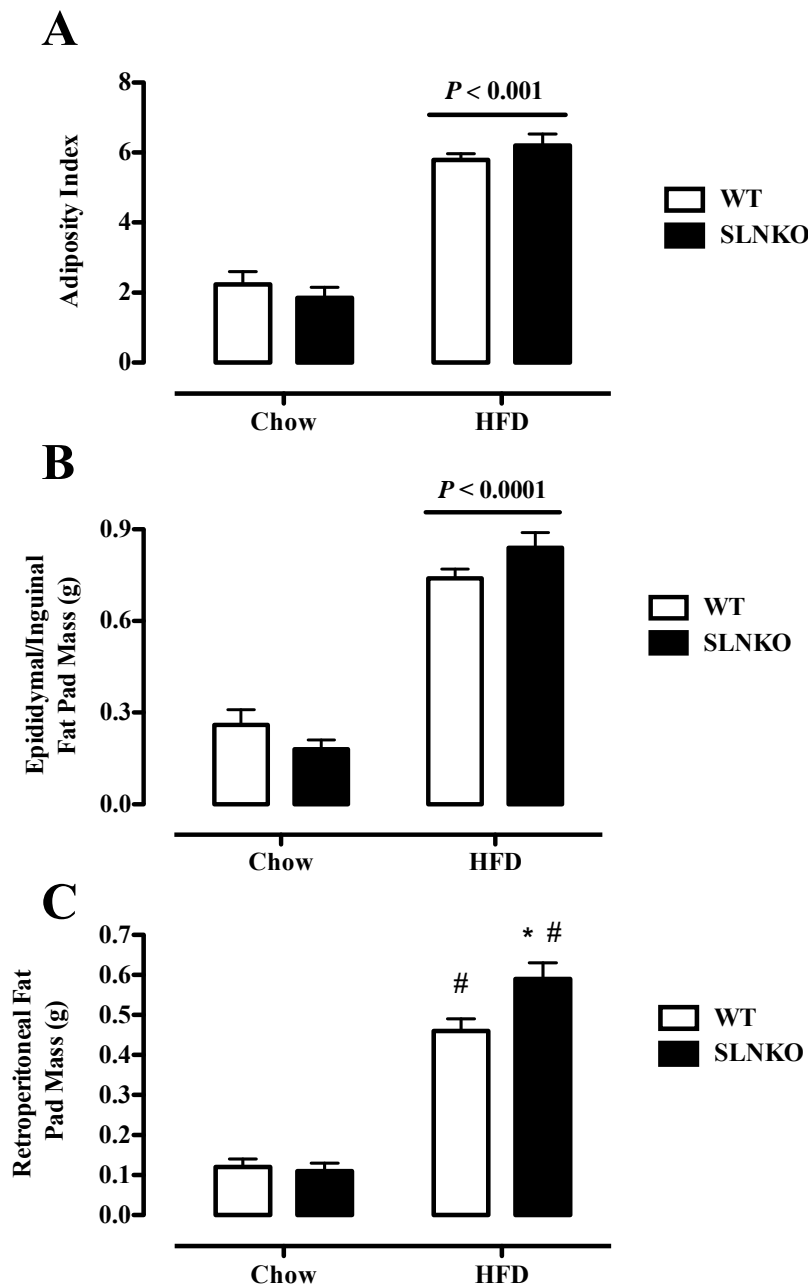 A
P < 0.001
8
6
4
2
0
Adiposity Index
WT
SLNKO
Chow
HFD
B
P < 0.0001
0.9
0.6
0.3
0.0
Epididymal/Inguinal
Fat Pad Mass (g)
WT
SLNKO
Chow
HFD
C
0.7
0.6
0.5
0.4
0.3
0.2
0.1
0.0
Retroperitoneal Fat
Pad Mass (g)
#
* #
WT
SLNKO
Chow
HFD